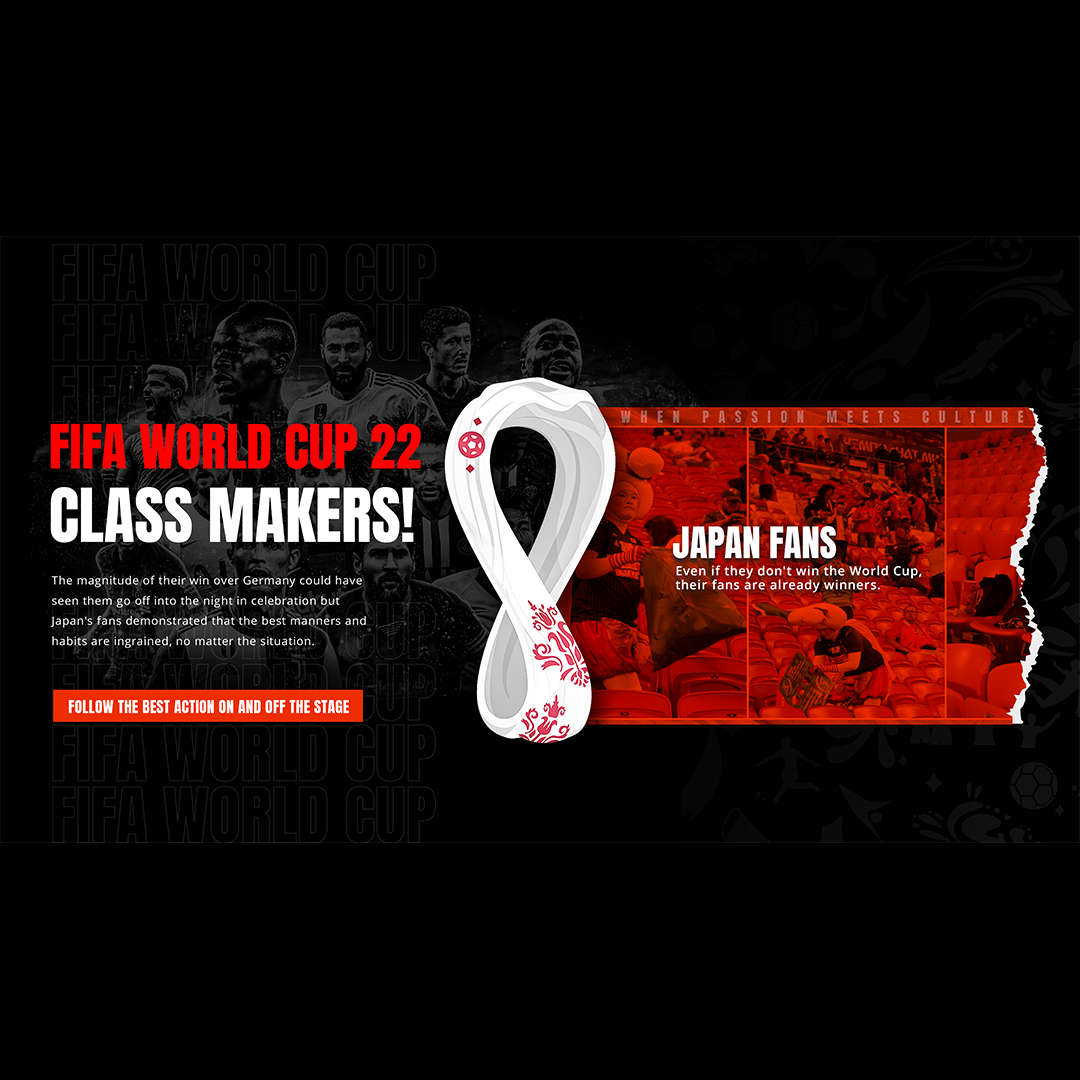 FIFA WORLD CUP
FIFA WORLD CUP
FIFA
FIFA WORLD CUP 22
CLASS MAKERS!
The magnitude of their win over Germany could have
seen them go off into the night in celebration but
Japan's fans demonstrated that the best manners and
habits are ingrained, no matter the situation.
FOLLOW THE BEST ACTION ON AND OFF THE STAGE
FIFA WORLD CUP
FIFA WORLD CUP
FIFA WORLD CUP
WHEN PASSION MEETS CULTURE
JAPAN FANS
Even if they don't win the World Cup,
their fans are already winners.